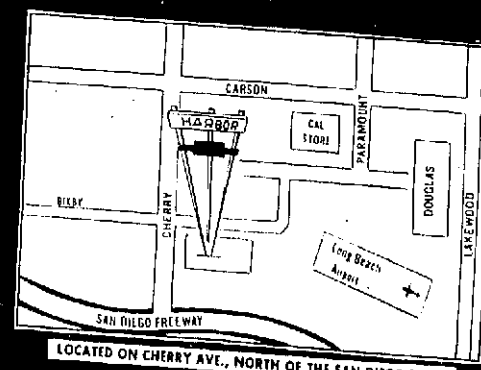 CARSON
HARBOR
CAL
STORE
PARAMOUNT
DOUGLAS
LAKEWOOD
BIXBY
CHERRY
Long Beach
Airport
SAN DIEGO FREEWAY
LOCATED ON CHERRY AVE., NORTH OF THE SAN DIEGO